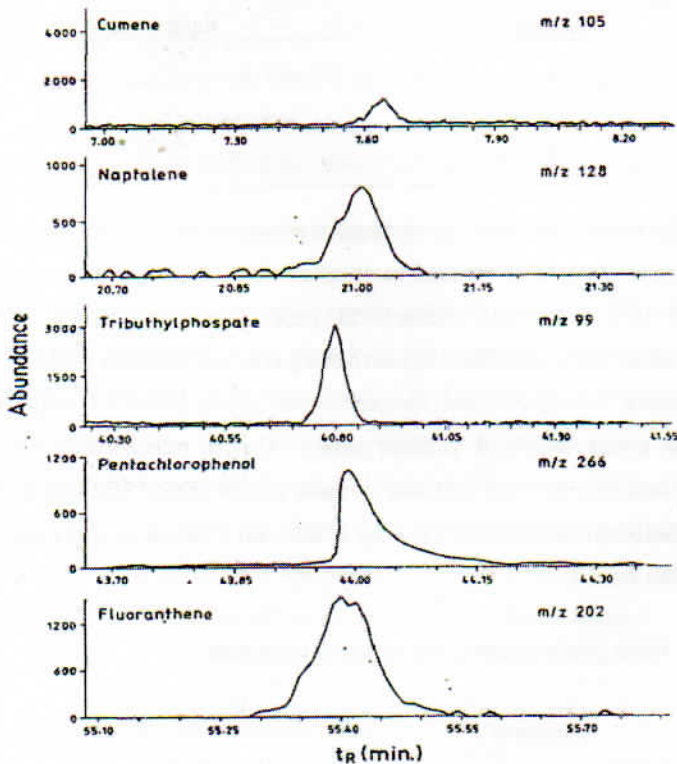 Cumene m/z 105
4000
2000
0
7.00 7.30 7.60 7.90 8.20
Naptalene m/z 128
1000
500
0
20.70 20.85 21.00 21.15 21.30
Tributhylphospate m/z 99
3000
1500
0
40.30 40.55 40.80 41.05 41.30 41.55
Pentachlorophenol m/z 266
1200
600
0
43.70 43.85 44.00 44.15 44.30
Fluoranthene m/z 202
1200
600
0
55.10 55.25 55.40 55.55 55.70
Abundance
tR (min.)